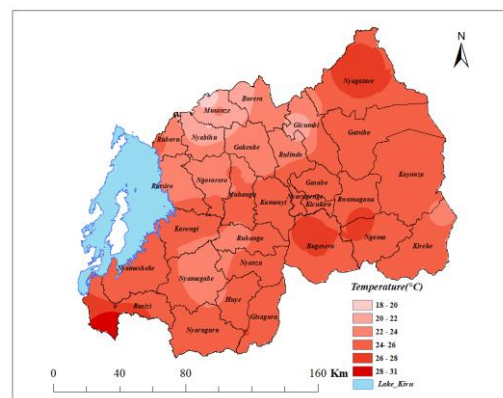 N
Nyagatare
Burera
Musanze
Gicumbi
Nyabihu
Rubavu
Gakenke
Rulindo
Gatsibo
Kayonza
Rutsiro
Ngororero
Gasabo
Muhanga
Kamonyi
Nyarugenge
Kicukiro
Rwamagana
Karongi
Ruhango
Bugesera
Ngoma
Kirehe
Nyamasheke
Nyamagabe
Nyanza
Rusizi
Huye
Gisagara
Nyaruguru
Temperature(°C)
18 - 20
20 - 22
22 - 24
24 - 26
26 - 28
28 - 31
Lake_Kivu
0 40 80 160 Km